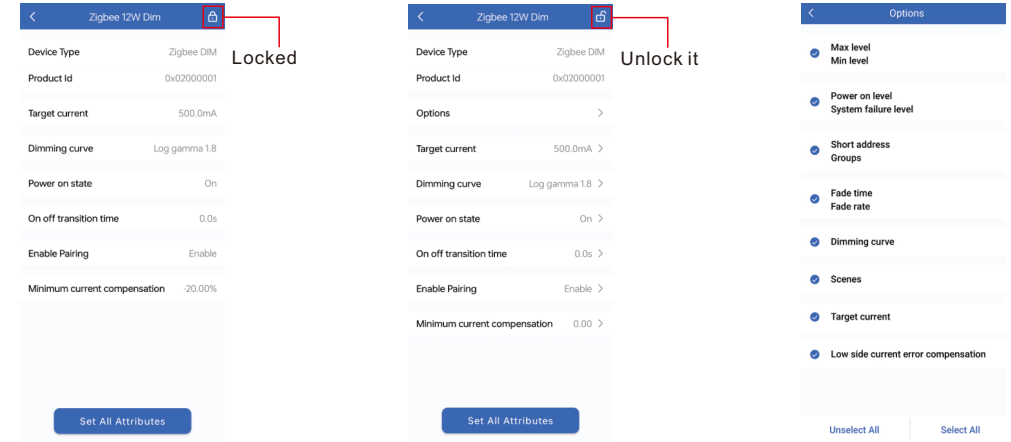 Zigbee 12W Dim
Device Type Zigbee DIM
Product Id 0x02000001
Target current 500.0mA
Dimming curve Log gamma 1.8
Power on state On
On off transition time 0.0s
Enable Pairing Enable
Minimum current compensation -20.00%
Set All Attributes
Locked
Zigbee 12W Dim
Device Type Zigbee DIM
Product Id 0x02000001
Options
Target current 500.0mA
Dimming curve Log gamma 1.8
Power on state On
On off transition time 0.0s
Enable Pairing Enable
Minimum current compensation 0.00
Set All Attributes
Unlock it
Options
Max level
Min level
Power on level
System failure level
Short address
Groups
Fade time
Fade rate
Dimming curve
Scenes
Target current
Low side current error compensation
Unselect All Select All